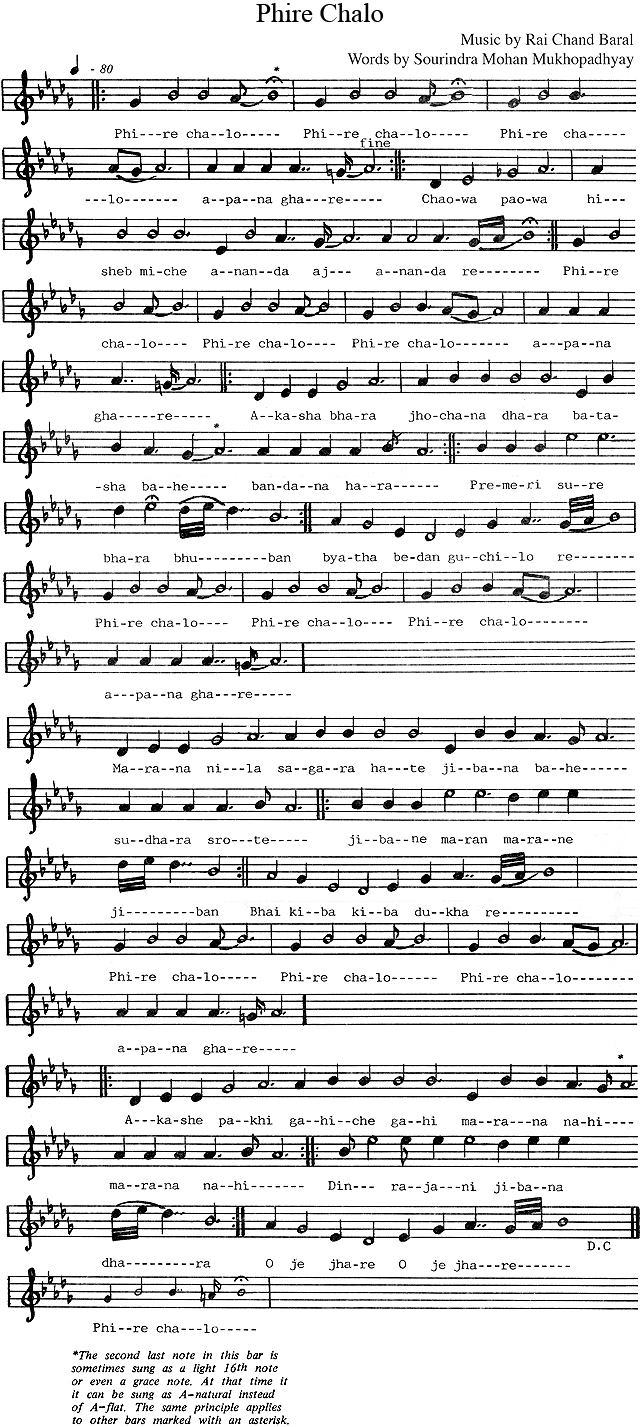 Phire Chalo
Music by Rai Chand Baral
- 80
Words by Sourindra Mohan Mukhopadhyay
*
Phi---re cha--lo----- Phi--re cha--lo------ Phi-re cha-----
fine
---lo------- a--pa--na gha--re----- Chao-wa pao-wa hi---
sheb mi-che a-nan--da aj--- a-nan-da re-------- Phi--re
cha--lo---- Phi-re cha-lo---- Phi-re cha-lo------- a--pa--na
gha---re----- A--ka-sha bha-ra jho-cha-na dha-ra ba-ta-
*
-sha ba--he----- ban--da--na ha--ra------ Pre-me-ri su--re
bha-ra bhu---------ban bya-tha be-dan gu--chi-lo re--------
Phi-re cha-lo---- Phi-re cha--lo---- Phi--re cha-lo--------
a---pa--na gha--re-----
Ma--ra--na ni--la sa-ga-ra ha--te ji-ba-na ba--he------
su--dha-ra sro--te----- ji-ba--ne maran ma-ra--ne
ji--------ban Bhai ki--ba ki--ba du--kha re----------
Phi-re cha-lo------ Phi-re cha-lo------ Phi-re cha-lo------
a--pa-na gha--re-----
*
A---ka-she pa--khi ga--hi--che ga--hi ma--ra---na na-hi----
ma--ra-na na--hi------- Din--- ra--ja--ni ji-ba-na
D.C
dha---------ra O je jha-re O je jha--re-------
Phi--re cha---lo-----
*The second last note in this bar is
sometimes sung as a light 16th note
or even a grace note. At that time it
it can be sung as A-natural instead
of A-flat. The same principle applies
to other bars marked with an asterisk.